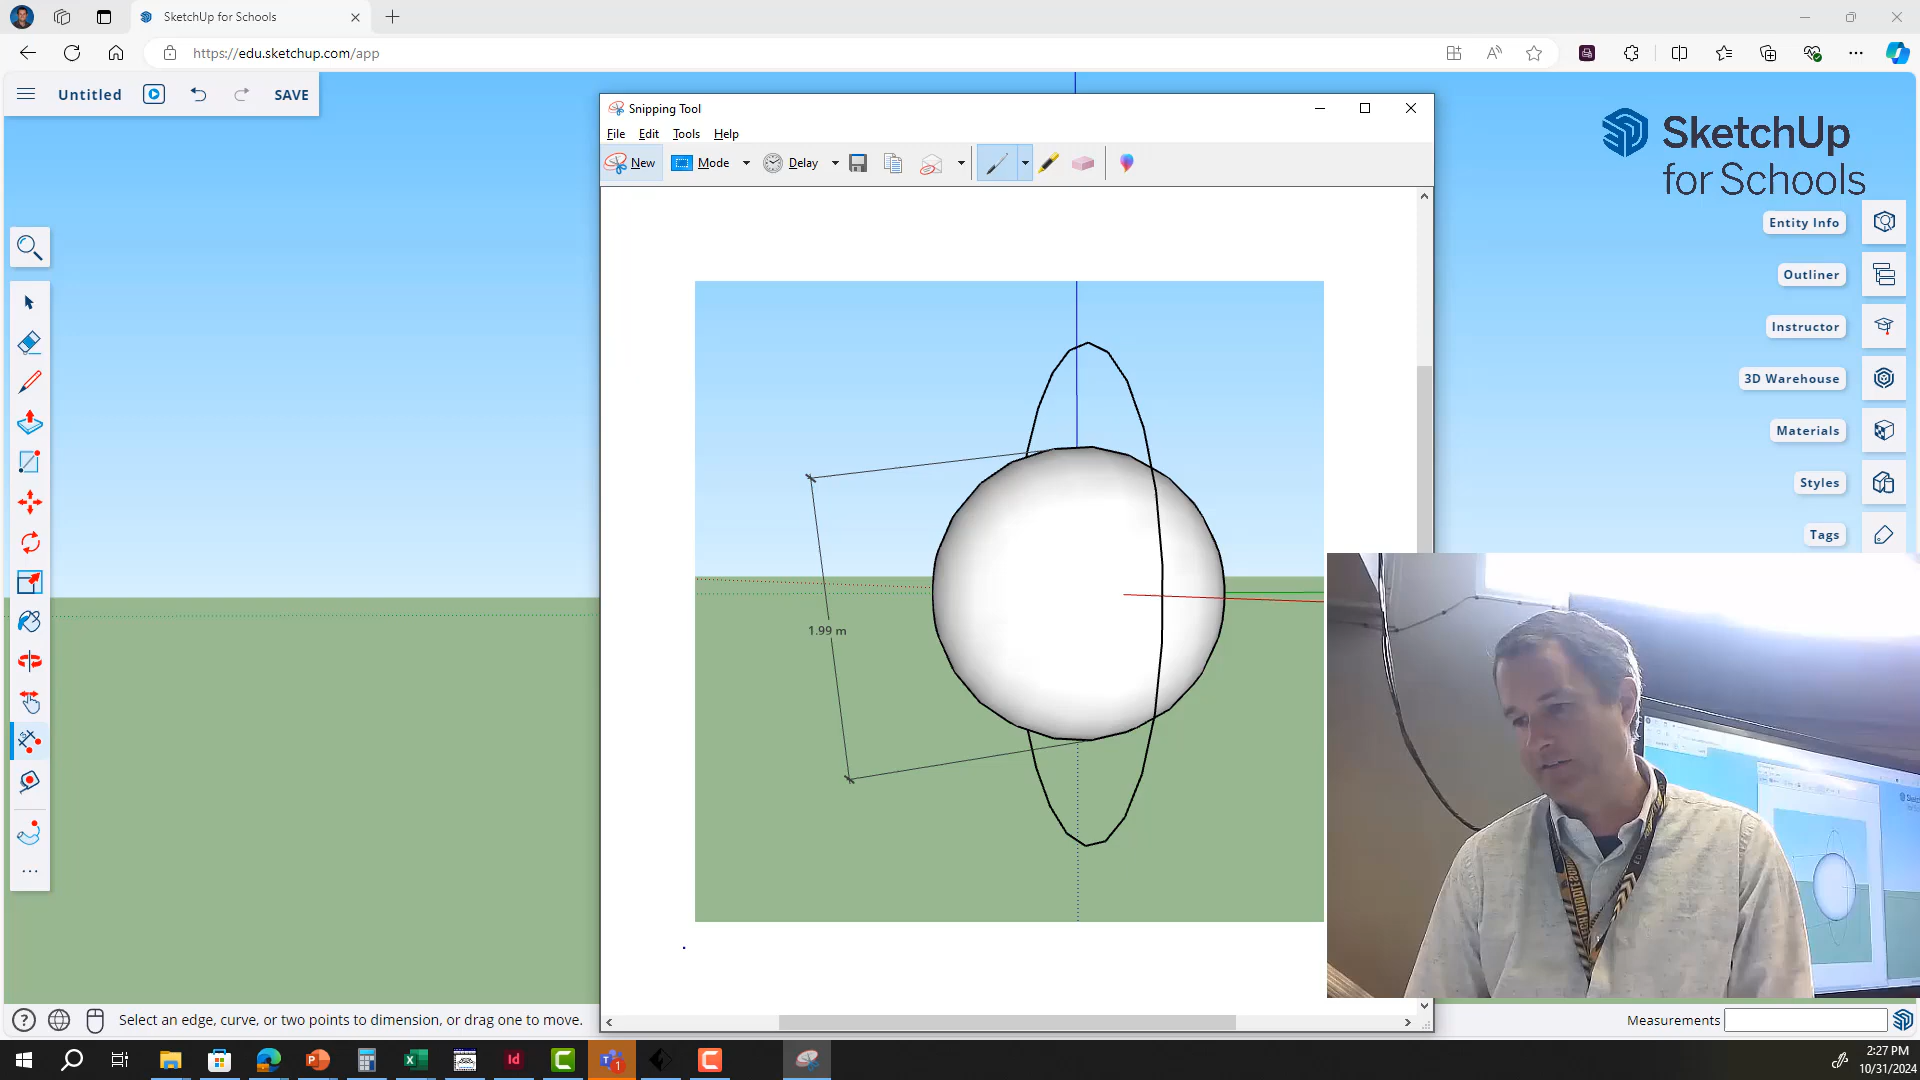 SketchUp for Schools
https://edu.sketchup.com/app
Untitled
SAVE
Snipping Tool
File Edit Tools Help
New Mode Delay
SketchUp
for Schools
Entity Info
Outliner
Instructor
3D Warehouse
Materials
Styles
Tags
1.99 m
Select an edge, curve, or two points to dimension, or drag one to move.
Measurements
2:27 PM
10/31/2024